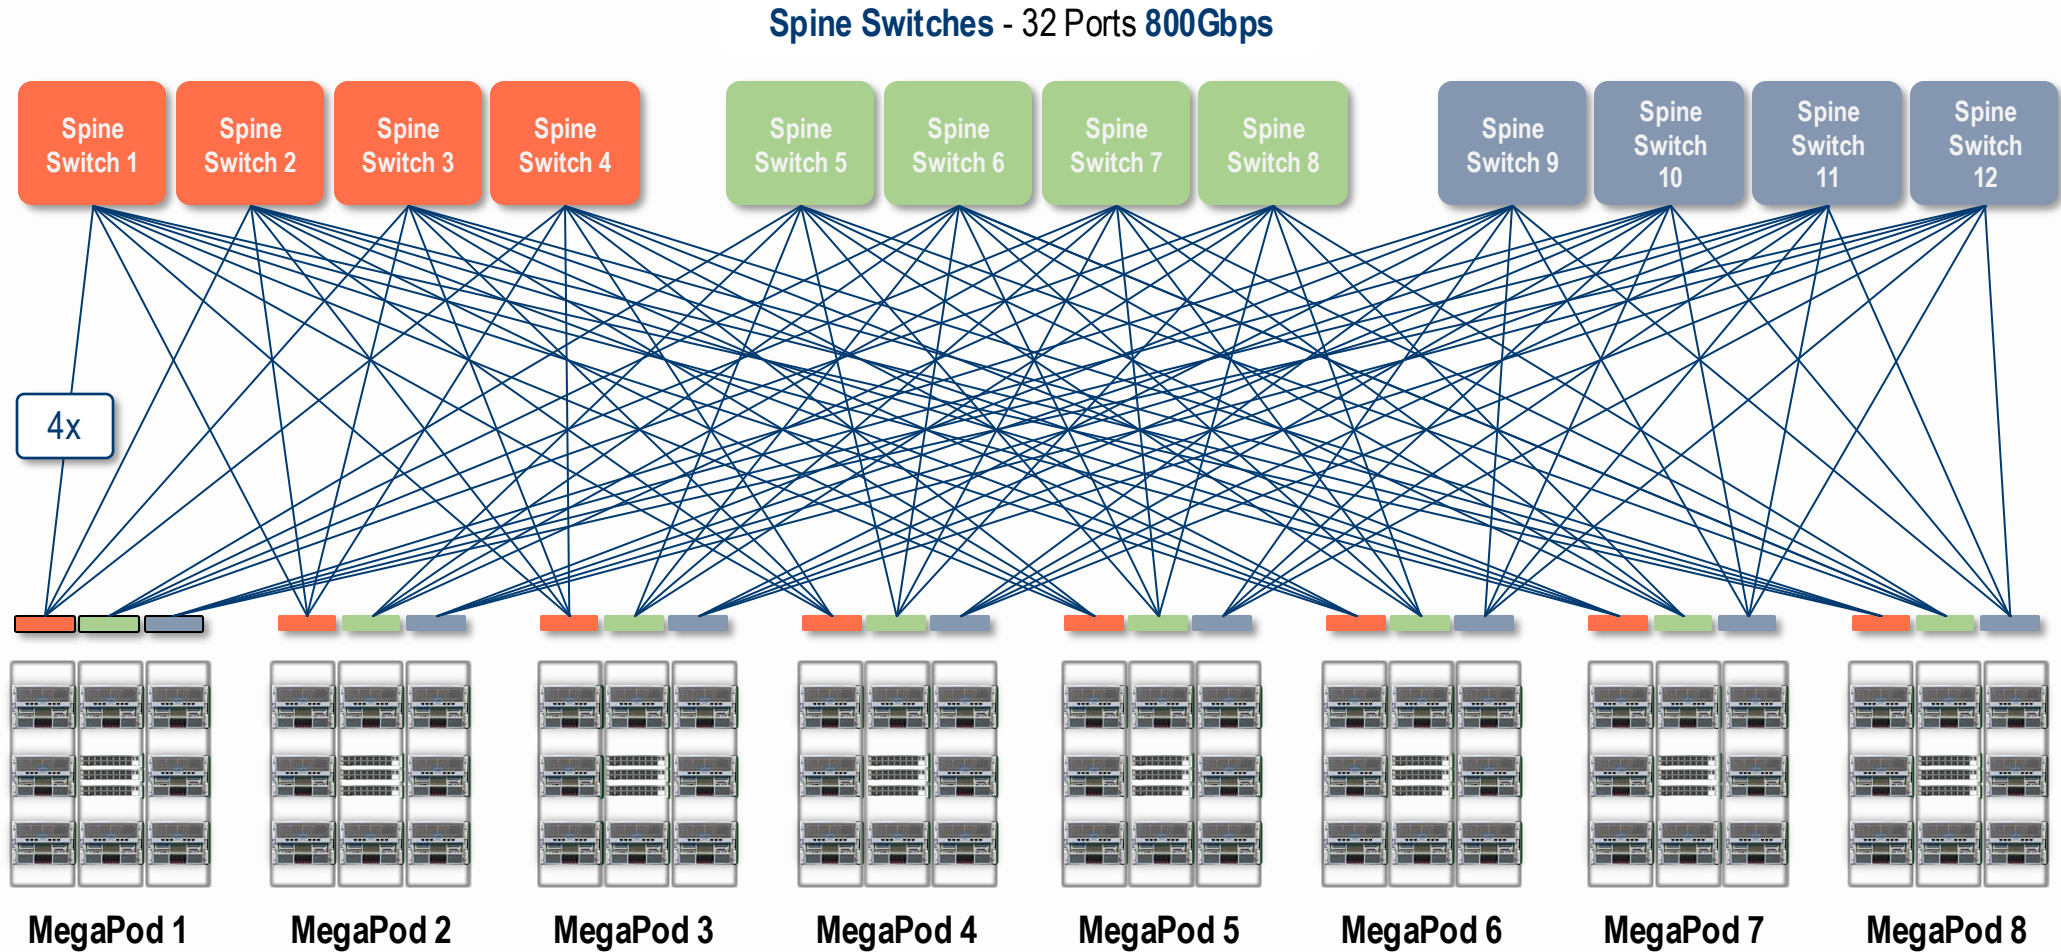 Spine Switches - 32 Ports 800Gbps
Spine
Switch 1
Spine
Switch 2
Spine
Switch 3
Spine
Switch 4
Spine
Switch 5
Spine
Switch 6
Spine
Switch 7
Spine
Switch 8
Spine
Switch 9
Spine
Switch
10
Spine
Switch
11
Spine
Switch
12
4x
MegaPod 1
MegaPod 2
MegaPod 3
MegaPod 4
MegaPod 5
MegaPod 6
MegaPod 7
MegaPod 8